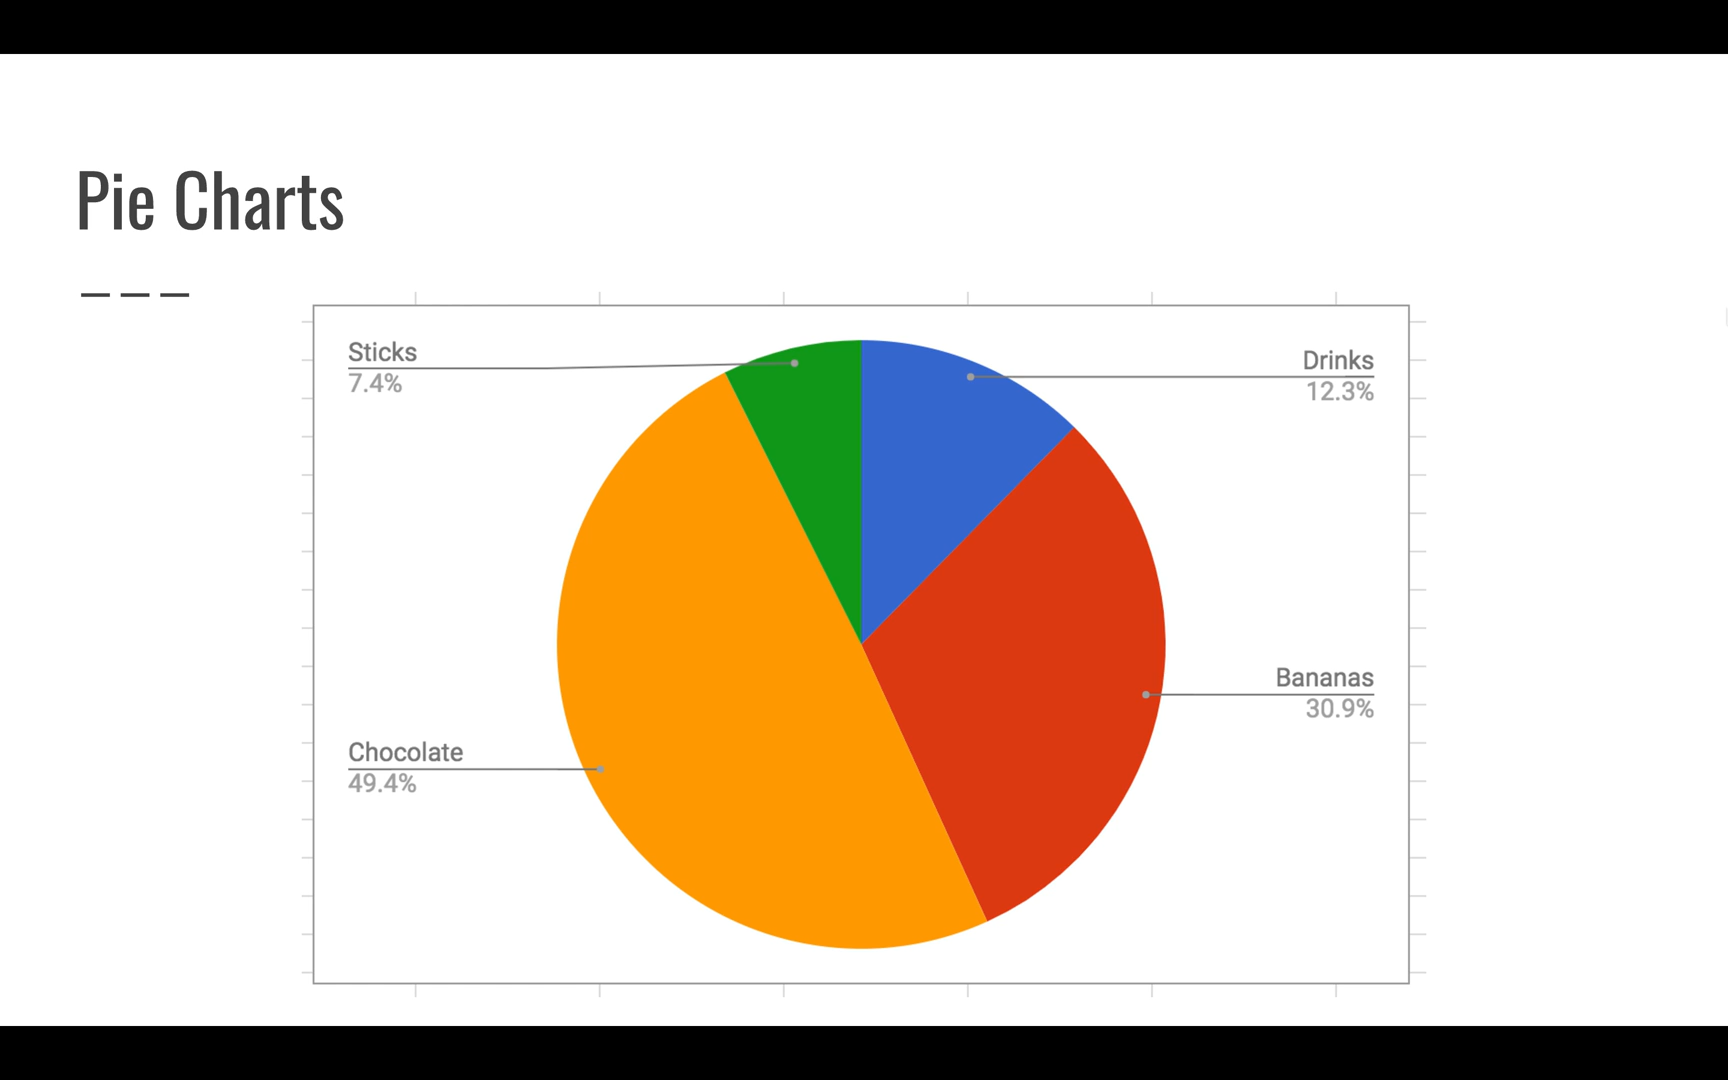 Pie Charts
Sticks
7.4%
Drinks
12.3%
Bananas
30.9%
Chocolate
49.4%